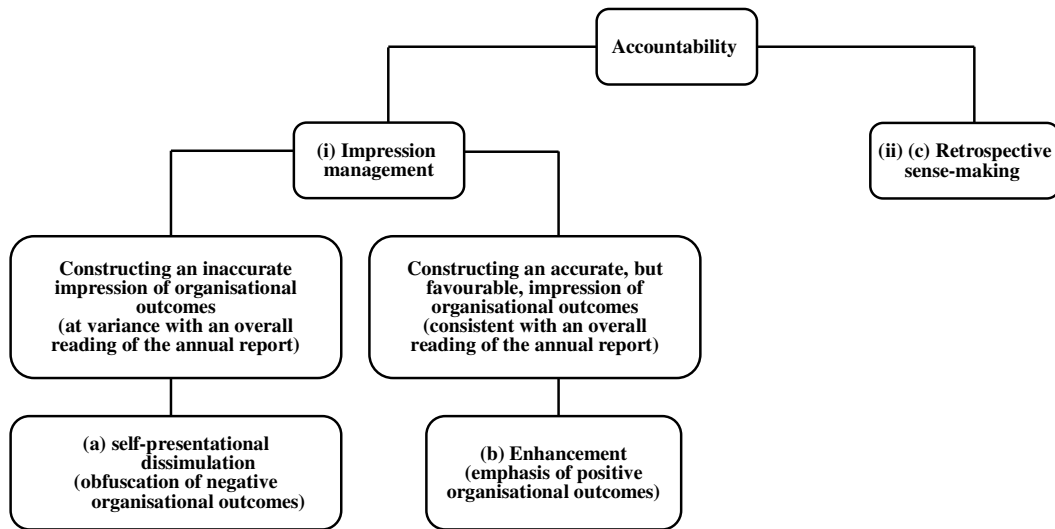 Accountability
(i) Impression
management
(ii) (c) Retrospective
sense-making
Constructing an inaccurate
impression of organisational
outcomes
(at variance with an overall
reading of the annual report)
Constructing an accurate, but
favourable, impression of
organisational outcomes
(consistent with an overall
reading of the annual report)
(a) self-presentational
dissimulation
(obfuscation of negative
organisational outcomes)
(b) Enhancement
(emphasis of positive
organisational outcomes)